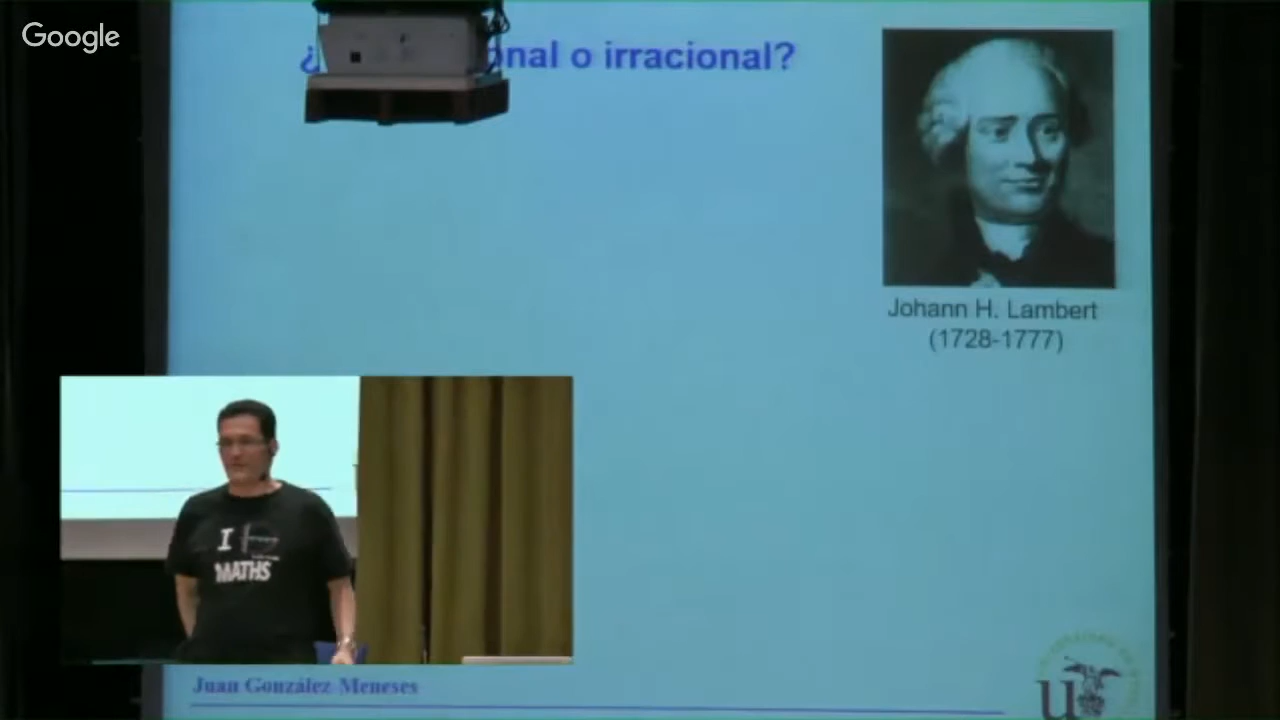 Google
¿ onal o irracional?
Johann H. Lambert
(1728-1777)
I
MATHS
Juan González-Meneses
u